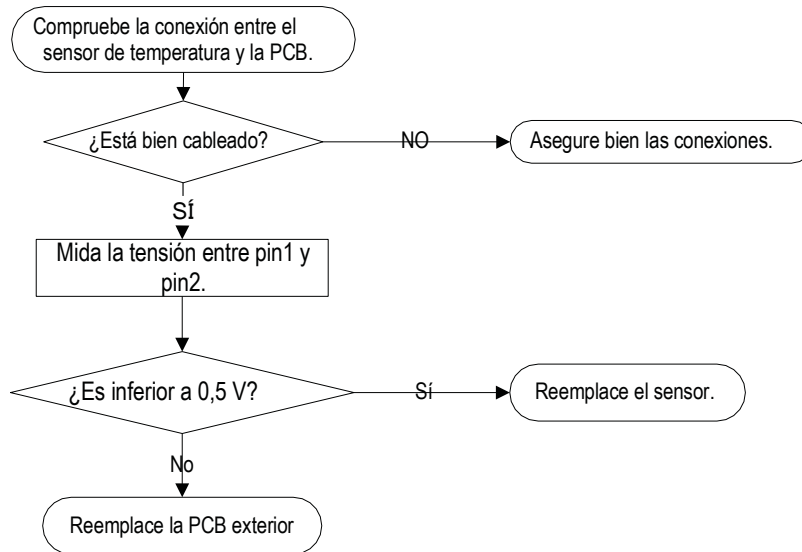 Compruebe la conexión entre el
sensor de temperatura y la PCB.
¿Está bien cableado?
NO
Asegure bien las conexiones.
SÍ
Mida la tensión entre pin1 y
pin2.
¿Es inferior a 0,5 V?
Sí
Reemplace el sensor.
No
Reemplace la PCB exterior